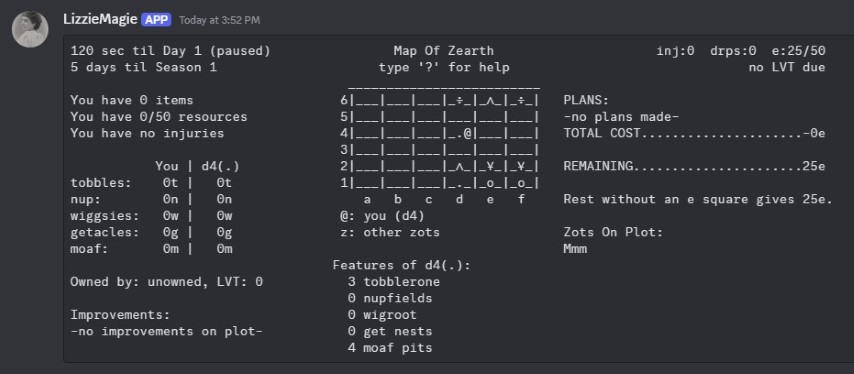 LizzieMagie APP Today at 3:52 PM
120 sec til Day 1 (paused) Map Of Zearth inj:0 drps:0 e:25/50
5 days til Season 1 type '?' for help no LVT due
_______________________
You have 0 items 6|___|___|___|_÷_|_^_|_÷_| PLANS:
You have 0/50 resources 5|___|___|___|___|___|___| -no plans made-
You have no injuries 4|___|___|___|_.@|___|___| TOTAL COST....................-0e
3|___|___|___|___|___|___|
You | d4(.) 2|___|___|___|_^_|_¥_|_¥_| REMAINING.....................25e
tobbles: 0t | 0t 1|___|___|___|_._|_o_|_o_|
nup: 0n | 0n a b c d e f Rest without an e square gives 25e.
wiggsies: 0w | 0w @: you (d4)
getacles: 0g | 0g z: other zots Zots On Plot:
moaf: 0m | 0m Mmm
Features of d4(.):
Owned by: unowned, LVT: 0 3 tobblerone
0 nupfields
Improvements: 0 wigroot
-no improvements on plot- 0 get nests
4 moaf pits